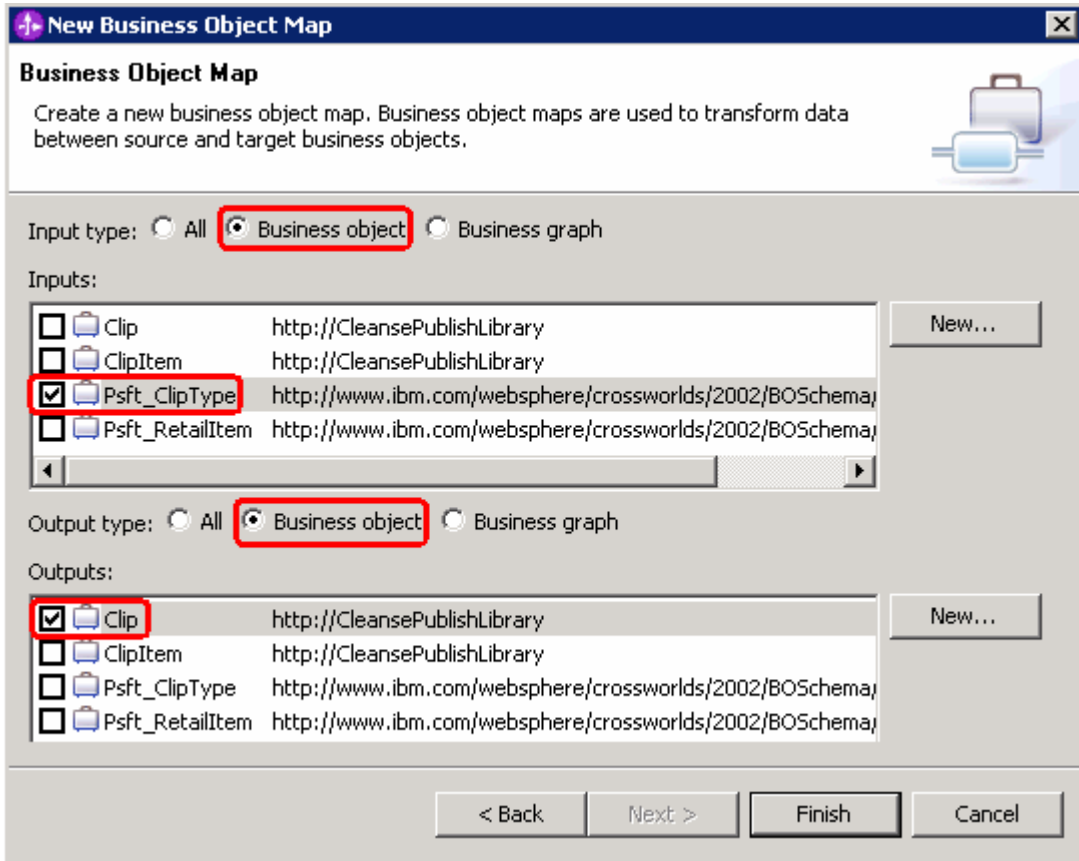 New Business Object Map
Business Object Map
Create a new business object map. Business object maps are used to transform data
between source and target business objects.
Input type: All Business object Business graph
Inputs:
Clip http://CleansePublishLibrary
ClipItem http://CleansePublishLibrary
Psft_ClipType http://www.ibm.com/websphere/crossworlds/2002/BOSchema/
Psft_RetailItem http://www.ibm.com/websphere/crossworlds/2002/BOSchema/
New...
Output type: All Business object Business graph
Outputs:
Clip http://CleansePublishLibrary
ClipItem http://CleansePublishLibrary
Psft_ClipType http://www.ibm.com/websphere/crossworlds/2002/BOSchema/
Psft_RetailItem http://www.ibm.com/websphere/crossworlds/2002/BOSchema/
New...
< Back Next > Finish Cancel